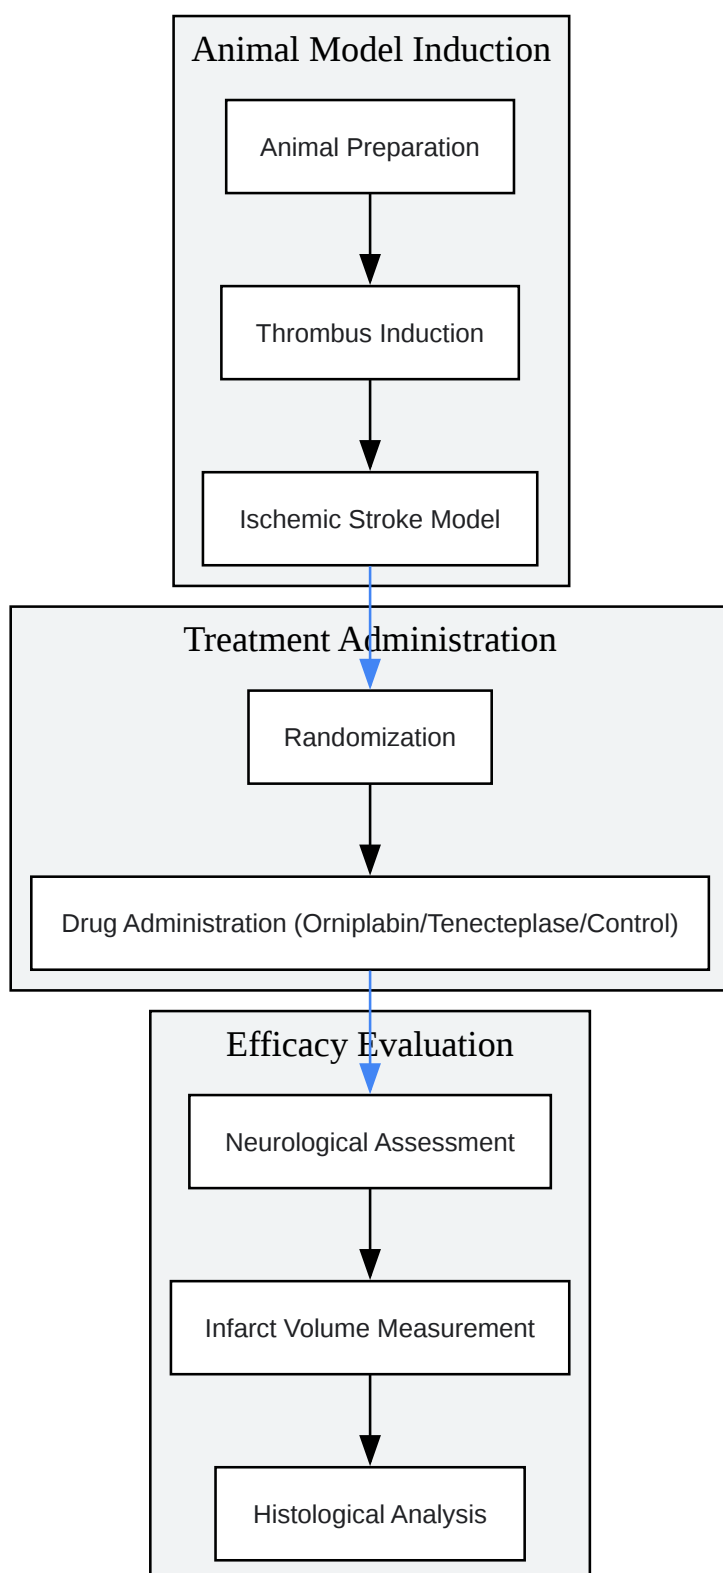 Animal Model Induction
Animal Preparation
Thrombus Induction
Ischemic Stroke Model
Treatment Administration
Randomization
Drug Administration (Orniplabin/Tenecteplase/Control)
Efficacy Evaluation
Neurological Assessment
Infarct Volume Measurement
Histological Analysis